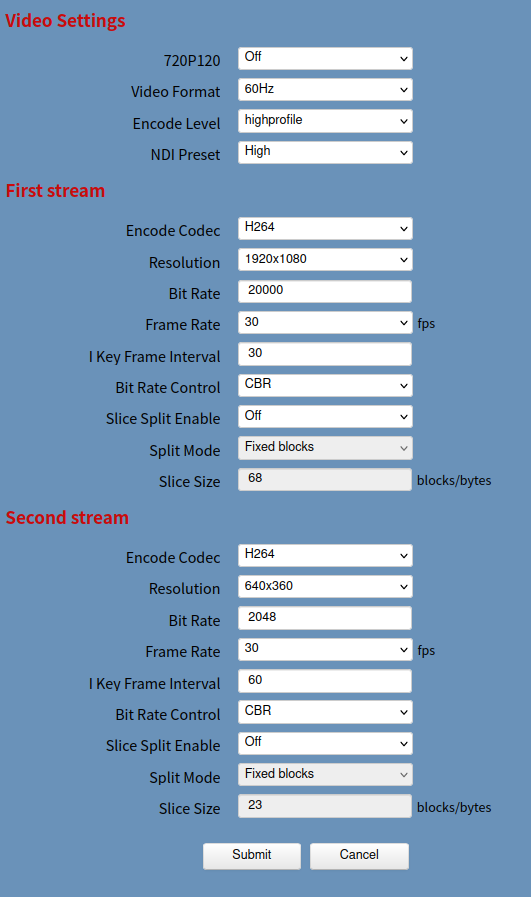 Video Settings
720P120 Off
Video Format 60Hz
Encode Level highprofile
NDI Preset High
First stream
Encode Codec H264
Resolution 1920x1080
Bit Rate 20000
Frame Rate 30 fps
I Key Frame Interval 30
Bit Rate Control CBR
Slice Split Enable Off
Split Mode Fixed blocks
Slice Size 68 blocks/bytes
Second stream
Encode Codec H264
Resolution 640x360
Bit Rate 2048
Frame Rate 30 fps
I Key Frame Interval 60
Bit Rate Control CBR
Slice Split Enable Off
Split Mode Fixed blocks
Slice Size 23 blocks/bytes
Submit Cancel